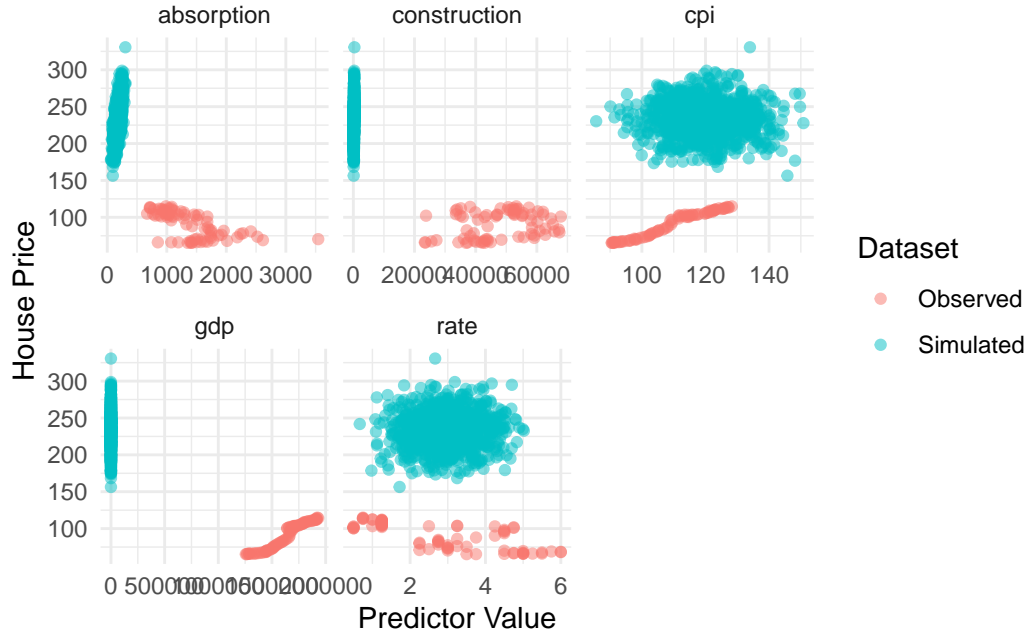 absorption construction cpi
300
250
200
150
100
0 1000 2000 3000 0 20000 40000 60000 100 120 140
gdp rate
300
250
200
150
100
0 500000 1000000 1500000 2000000 2 4 6
House Price
Predictor Value
Dataset
Observed
Simulated